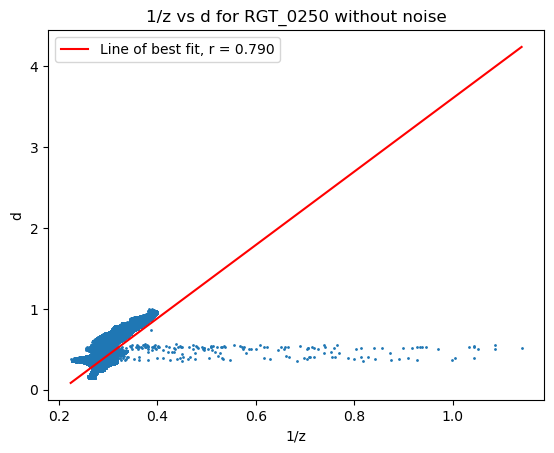 1/z vs d for RGT_0250 without noise
Line of best fit, r = 0.790
d
4
3
2
1
0
0.2 0.4 0.6 0.8 1.0
1/z